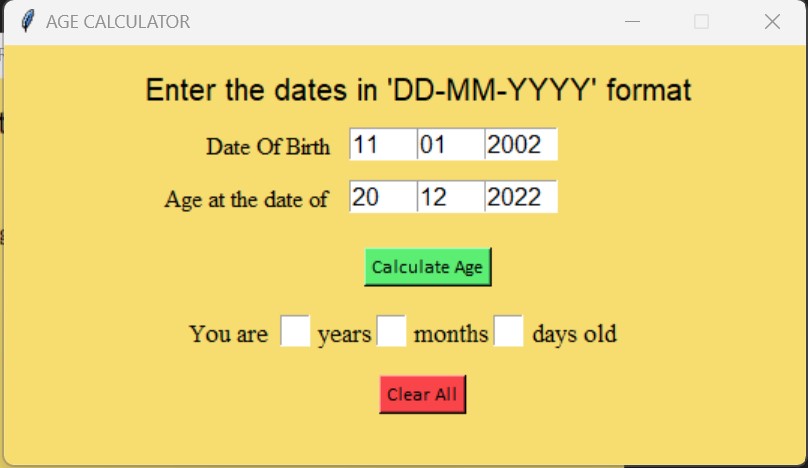 AGE CALCULATOR
Enter the dates in 'DD-MM-YYYY' format
Date Of Birth 11 01 2002
Age at the date of 20 12 2022
Calculate Age
You are years months days old
Clear All